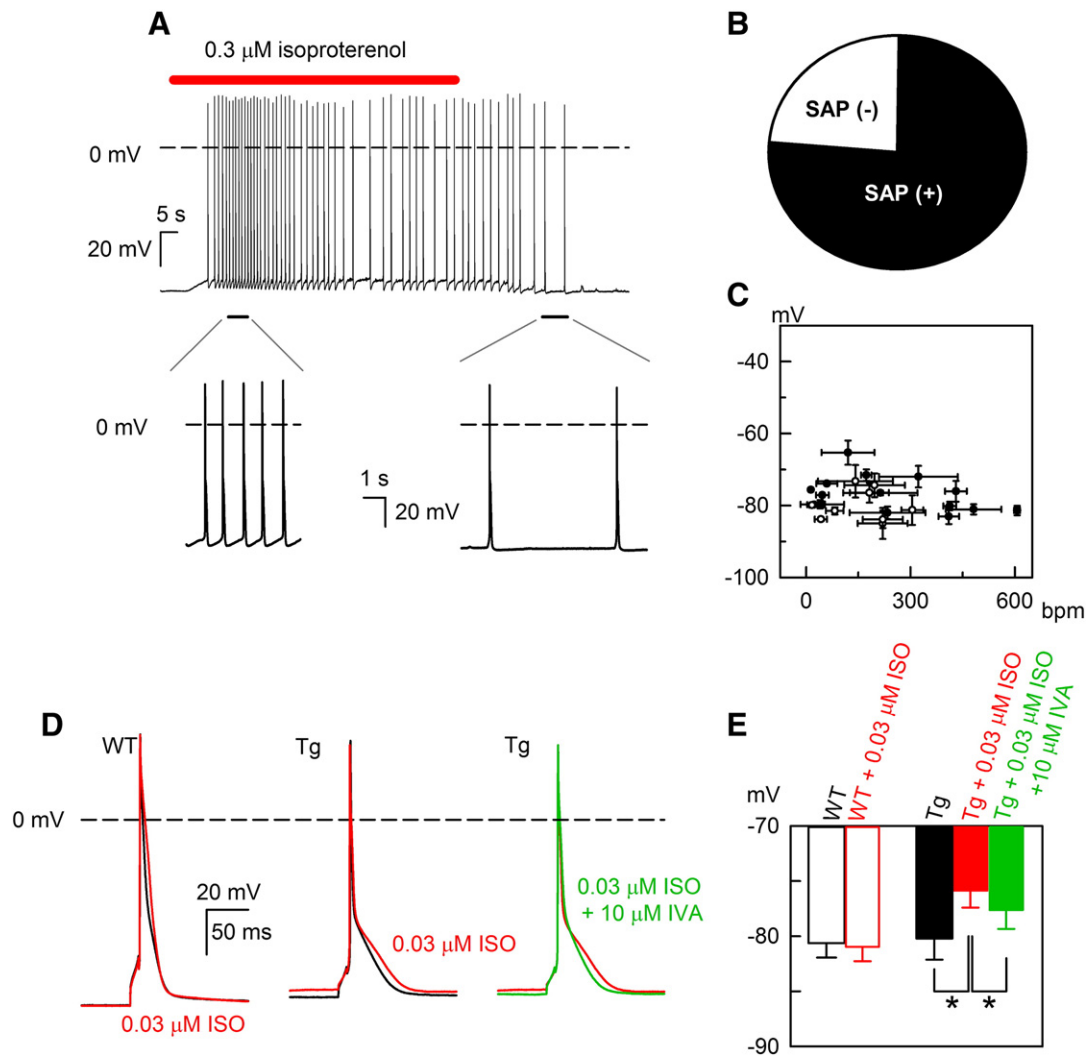 A
0.3 μM isoproterenol
0 mV
5 s
20 mV
0 mV
1 s
20 mV
B
SAP (-)
SAP (+)
C
mV
-40
-60
-80
-100
0
300
600
bpm
D
WT
Tg
Tg
0 mV
20 mV
50 ms
0.03 μM ISO
0.03 μM ISO
0.03 μM ISO
+ 10 μM IVA
E
WT
WT + 0.03 μM ISO
Tg
Tg + 0.03 μM ISO
Tg + 0.03 μM ISO
+10 μM IVA
mV
-70
-80
-90
*
*